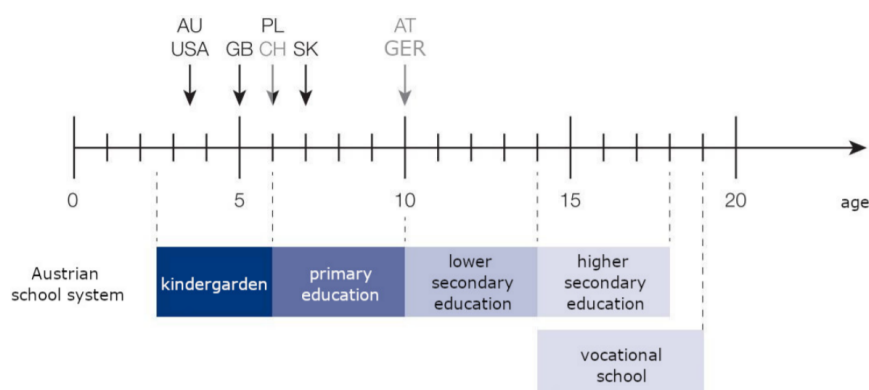 AU PL AT
USA GB CH SK GER
0 5 10 15 20 age
Austrian
school system
kindergarden
primary
education
lower
secondary
education
higher
secondary
education
vocational
school